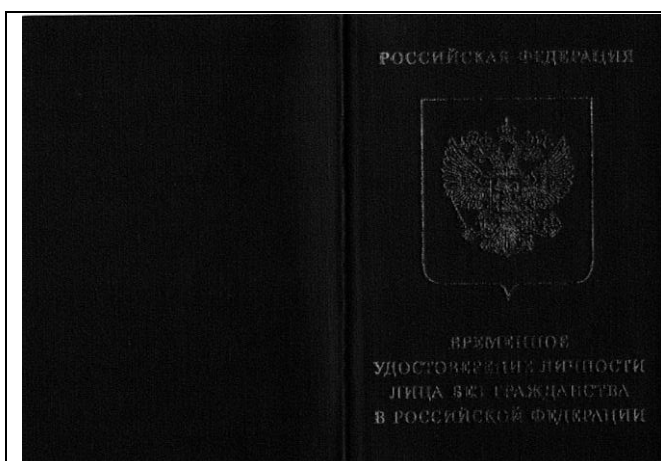 РОССИЙСКАЯ ФЕДЕРАЦИЯ
ВРЕМЕННОЕ
УДОСТОВЕРЕНИЕ ЛИЧНОСТИ
ЛИЦА БЕЗ ГРАЖДАНСТВА
В РОССИЙСКОЙ ФЕДЕРАЦИИ